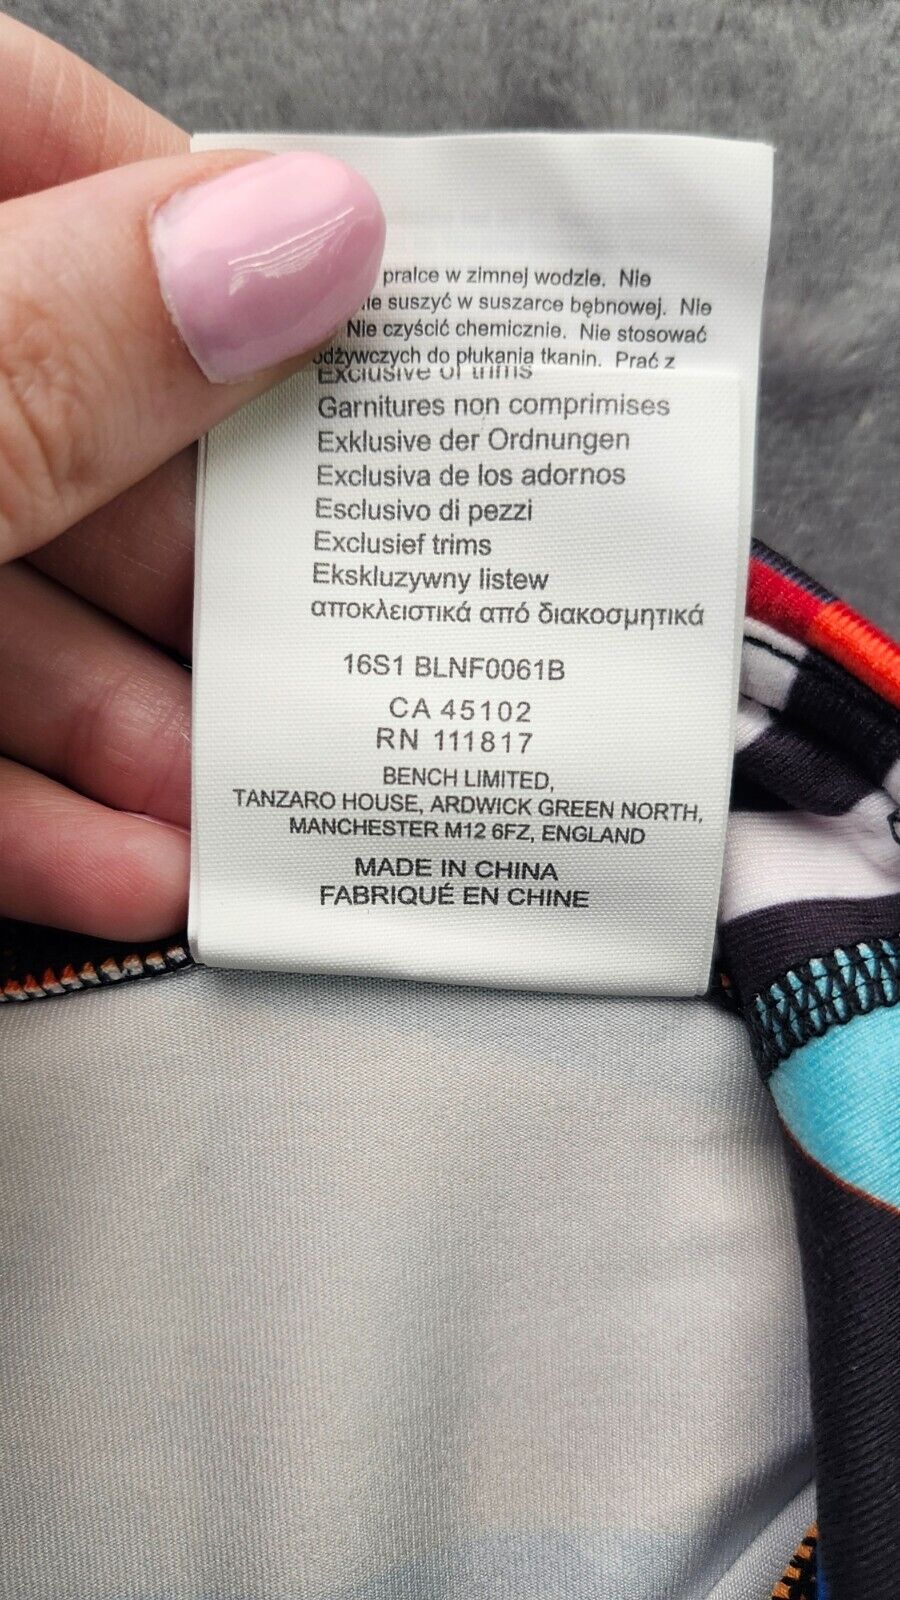 pralce w zimnej wodzie. Nie
suszyć w suszarce bębnowej. Nie
Nie czyścić chemicznie. Nie stosować
do płukania tkanin. Prać z
Exclusive of trims
Garnitures non comprimises
Exklusive der Ordnungen
Exclusiva de los adornos
Esclusivo di pezzi
Exclusief trims
Ekskluzywny listew
αποκλειστικά από διακοσμητικά
16S1 BLNF0061B
CA 45102
RN 111817
BENCH LIMITED,
TANZARO HOUSE, ARDWICK GREEN NORTH,
MANCHESTER M12 6FZ, ENGLAND
MADE IN CHINA
FABRIQUÉ EN CHINE